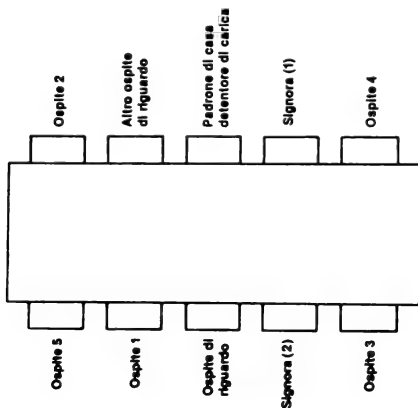 Ospite 2
Altro ospite
di riguardo
Padrone di casa
detentore di carica
Signora (1)
Ospite 4
Ospite 5
Ospite 1
Ospite di
riguardo
Signora (2)
Ospite 3